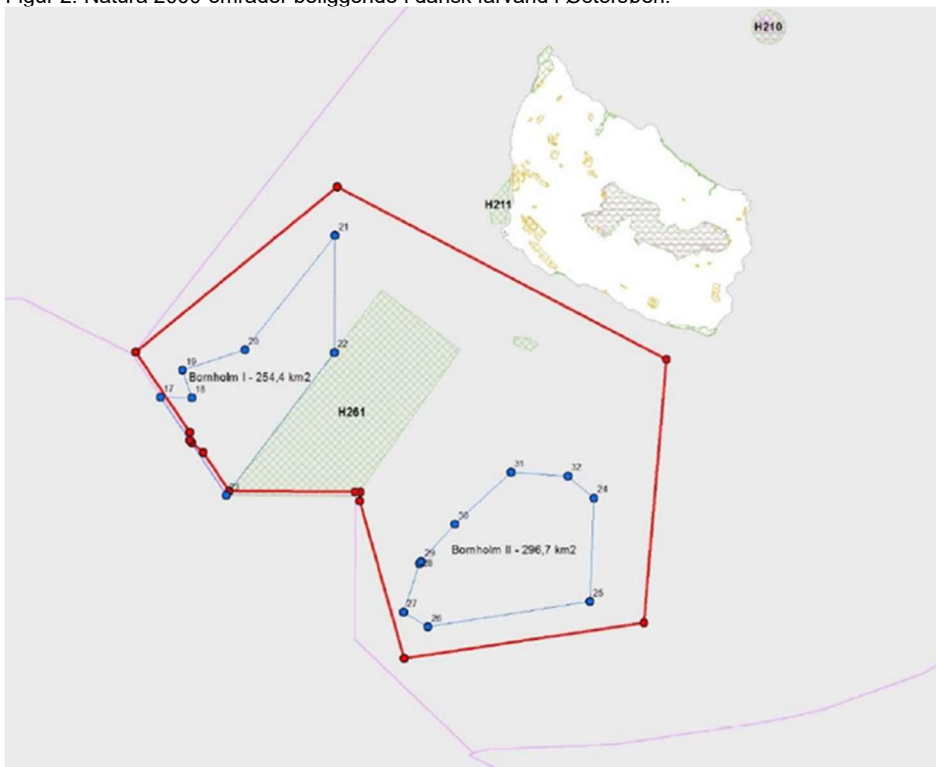 Figur 2. Natura 2000-områder beliggende i dansk farvand i Østersøen.
H210
H211
21
20
22
19
Bornholm I - 254,4 km2
17
18
H261
23
31
32
24
30
Bornholm II - 296,7 km2
29
28
25
27
26